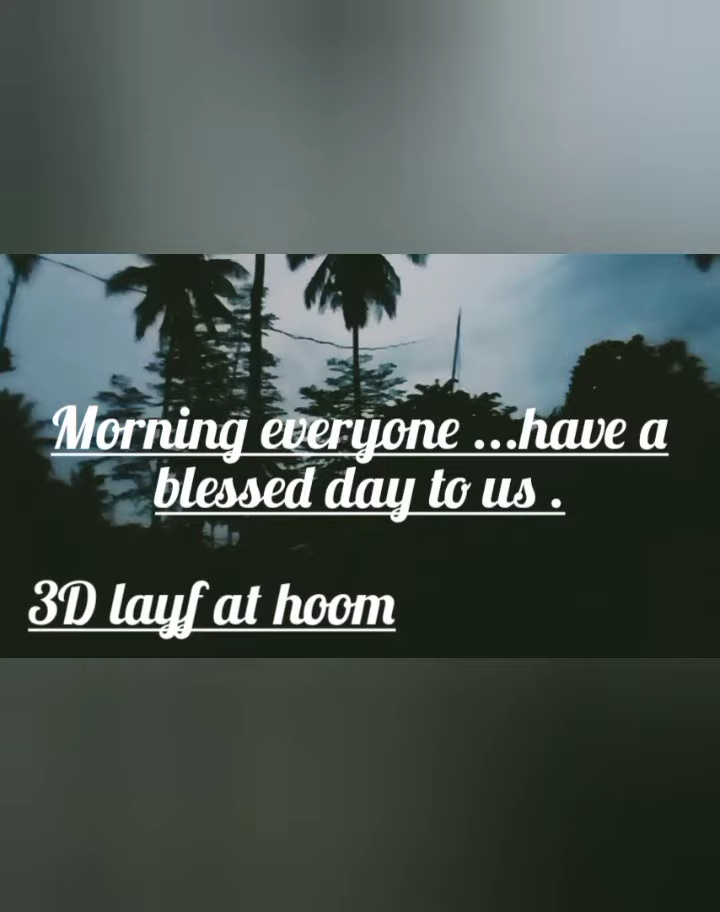 Morning everyone ...have a
blessed day to us .
3D layf at hoom